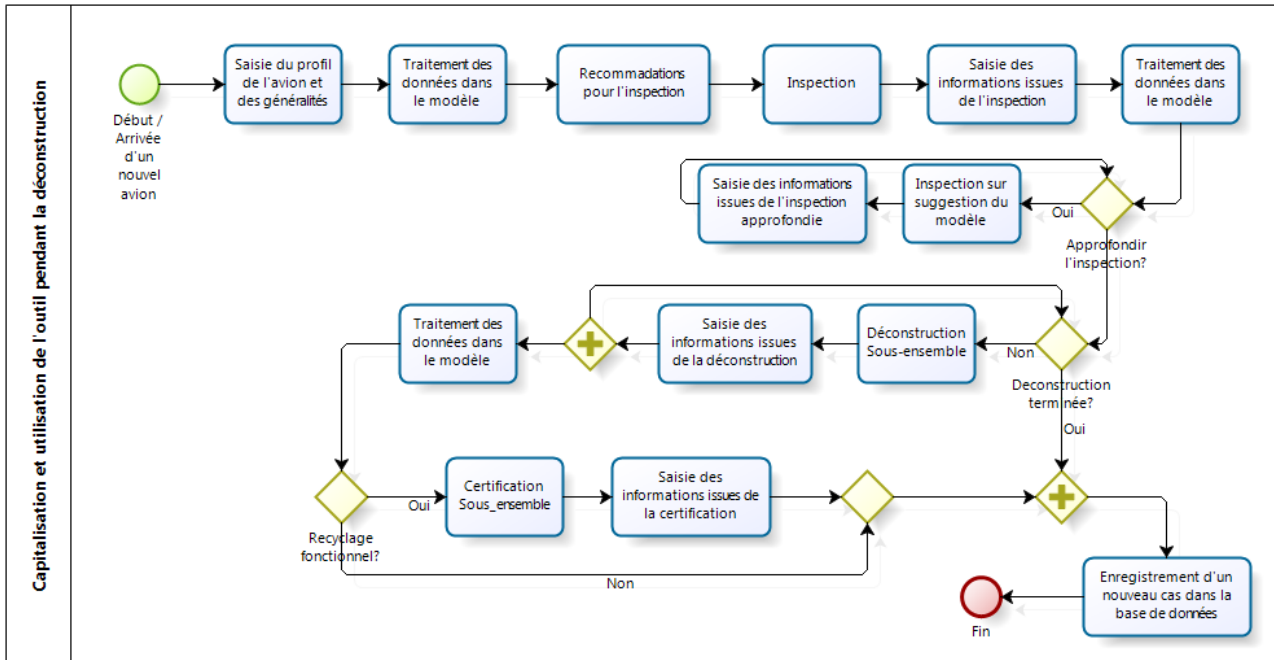 Capitalisation et utilisation de l'outil pendant la déconstruction
Début /
Arrivée
d'un
nouvel
avion
Saisie du profil
de l'avion et
des généralités
Traitement des
données dans
le modèle
Recommadations
pour l'inspection
Inspection
Saisie des
informations
issues de l'inspection
Traitement des
données dans
le modèle
Saisie des informations
issues de l'inspection
approfondie
Inspection sur
suggestion du
modèle
Oui
Approfondir
l'inspection?
Traitement des
données dans
le modèle
Saisie des
informations issues
de la déconstruction
Déconstruction
Sous-ensemble
Non
Deconstruction
terminée?
Oui
Recyclage
fonctionnel?
Oui
Certification
Sous_ensemble
Saisie des
informations issues de
la certification
Non
Enregistrement d'un
nouveau cas dans la
base de données
Fin